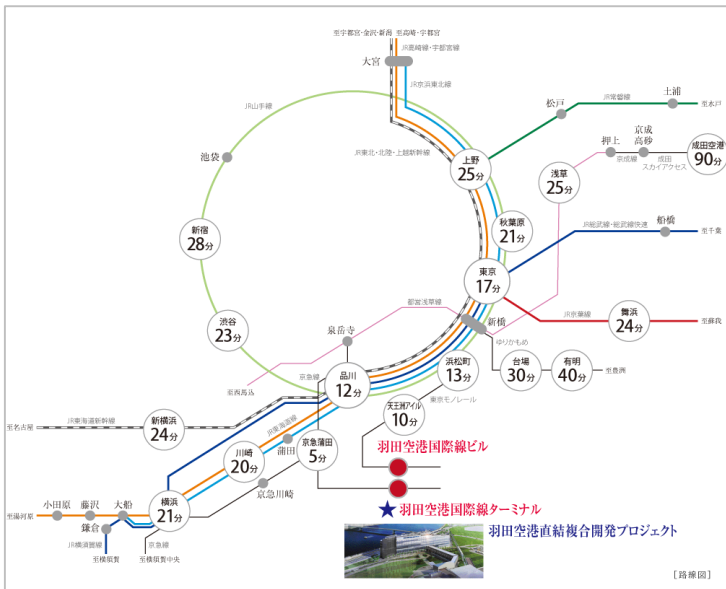 至宇都宮・金沢・新潟 至高崎・宇都宮
JR高崎線・宇都宮線
大宮
JR京浜東北線
JR山手線
JR東北・北陸・上越新幹線
池袋
上野
25分
松戸
JR常磐線
土浦
至水戸
押上
京成
高砂
京成線
成田
スカイアクセス
成田空港
90分
浅草
25分
秋葉原
21分
新宿
28分
JR総武線・総武線快速
船橋
至千葉
東京
17分
渋谷
23分
都営浅草線
新橋
JR京葉線
舞浜
24分
至蘇我
泉岳寺
ゆりかもめ
台場
30分
有明
40分
至豊洲
浜松町
13分
京急線
品川
12分
至西馬込
東京モノレール
天王洲アイル
10分
至名古屋
JR東海道新幹線
新横浜
24分
JR東海道線
川崎
20分
蒲田
京急蒲田
5分
羽田空港国際線ビル
京急川崎
横浜
21分
至湯河原
小田原
藤沢
大船
鎌倉
JR横須賀線
至横須賀
京急線
至横須賀中央
★羽田空港国際線ターミナル
羽田空港直結複合開発プロジェクト
[路線図]